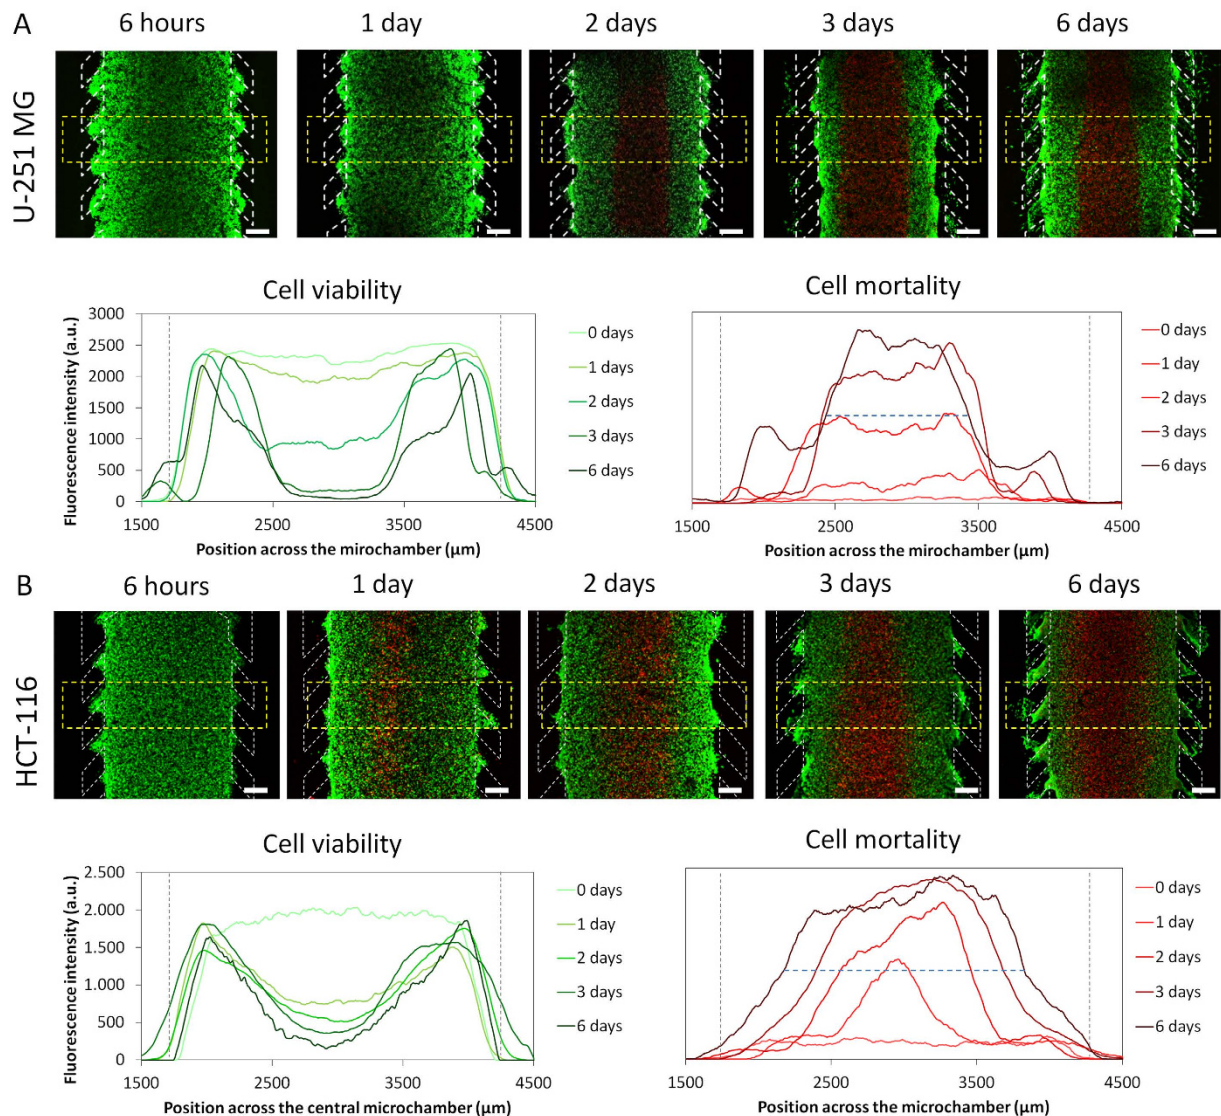 A
6 hours
1 day
2 days
3 days
6 days
U-251 MG
Cell viability
Fluorescence intensity (a.u.)
3000
2500
2000
1500
1000
500
0
1500
2500
3500
4500
Position across the mirochamber (µm)
0 days
1 days
2 days
3 days
6 days
Cell mortality
1500
2500
3500
4500
Position across the mirochamber (µm)
0 days
1 day
2 days
3 days
6 days
B
6 hours
1 day
2 days
3 days
6 days
HCT-116
Cell viability
Fluorescence intensity (a.u.)
2.500
2.000
1.500
1.000
500
0
1500
2500
3500
4500
Position across the central microchamber (µm)
0 days
1 day
2 days
3 days
6 days
Cell mortality
1500
2500
3500
4500
Position across the mirochamber (µm)
0 days
1 day
2 days
3 days
6 days